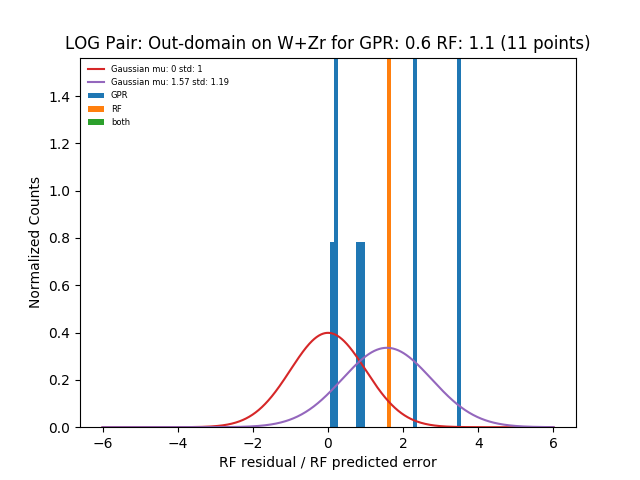 LOG Pair: Out-domain on W+Zr for GPR: 0.6 RF: 1.1 (11 points)
Gaussian mu: 0 std: 1
Gaussian mu: 1.57 std: 1.19
GPR
RF
both
Normalized Counts
1.4
1.2
1.0
0.8
0.6
0.4
0.2
0.0
−6 −4 −2 0 2 4 6
RF residual / RF predicted error